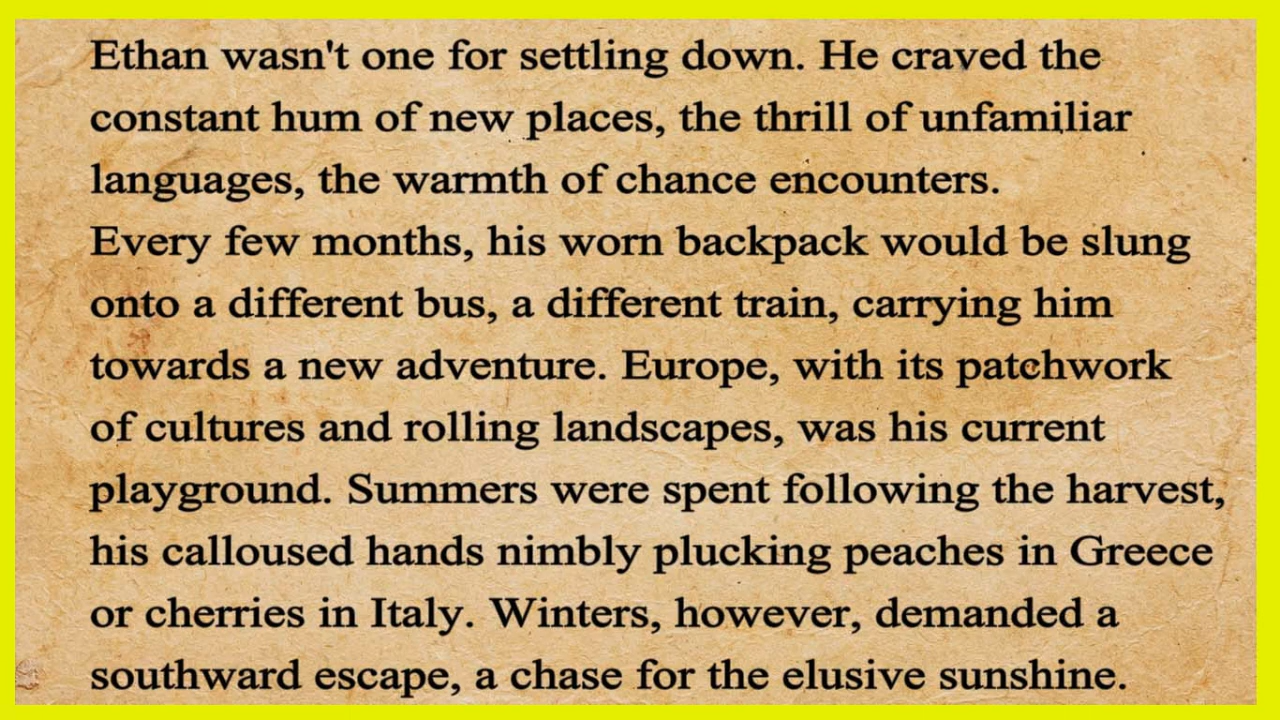 Ethan wasn't one for settling down. He craved the
constant hum of new places, the thrill of unfamiliar
languages, the warmth of chance encounters.
Every few months, his worn backpack would be slung
onto a different bus, a different train, carrying him
towards a new adventure. Europe, with its patchwork
of cultures and rolling landscapes, was his current
playground. Summers were spent following the harvest,
his calloused hands nimbly plucking peaches in Greece
or cherries in Italy. Winters, however, demanded a
southward escape, a chase for the elusive sunshine.